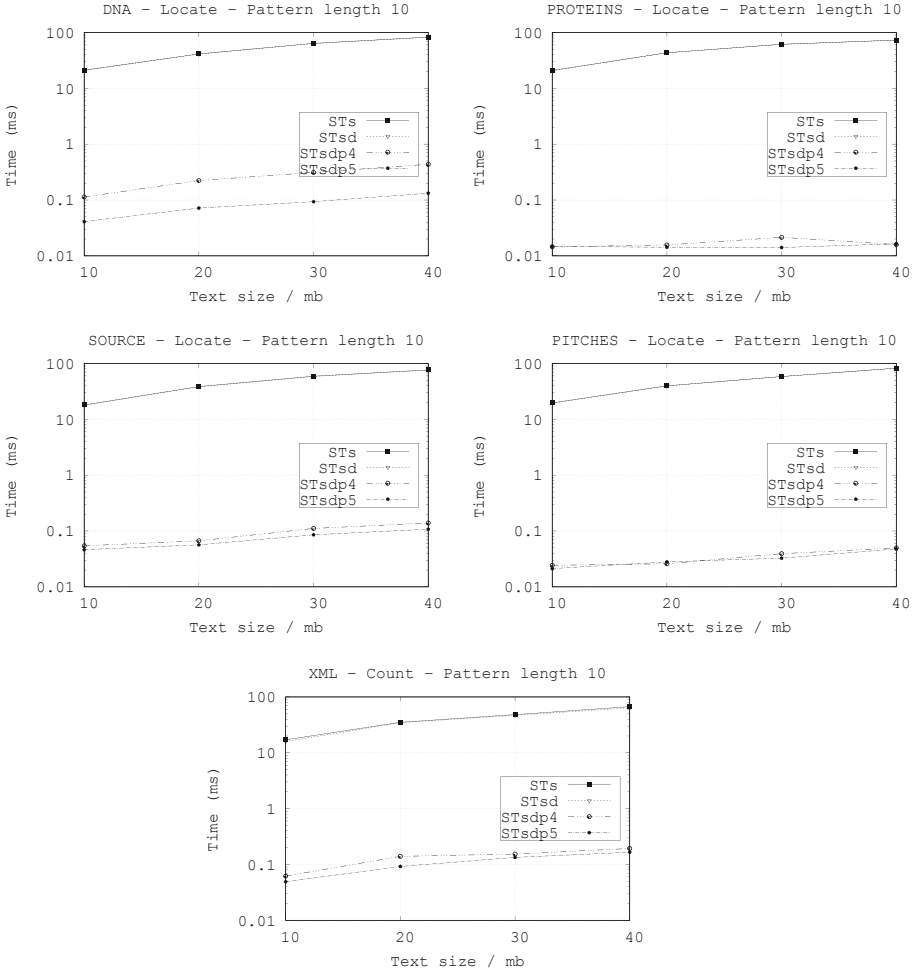 DNA - Locate - Pattern length 10
100
10
1
0.1
0.01
Time (ms)
STs
STsd
STsdp4
STsdp5
10 20 30 40
Text size / mb
PROTEINS - Locate - Pattern length 10
100
10
1
0.1
0.01
Time (ms)
STs
STsd
STsdp4
STsdp5
10 20 30 40
Text size / mb
SOURCE - Locate - Pattern length 10
100
10
1
0.1
0.01
Time (ms)
STs
STsd
STsdp4
STsdp5
10 20 30 40
Text size / mb
PITCHES - Locate - Pattern length 10
100
10
1
0.1
0.01
Time (ms)
STs
STsd
STsdp4
STsdp5
10 20 30 40
Text size / mb
XML - Count - Pattern length 10
100
10
1
0.1
0.01
Time (ms)
STs
STsd
STsdp4
STsdp5
10 20 30 40
Text size / mb